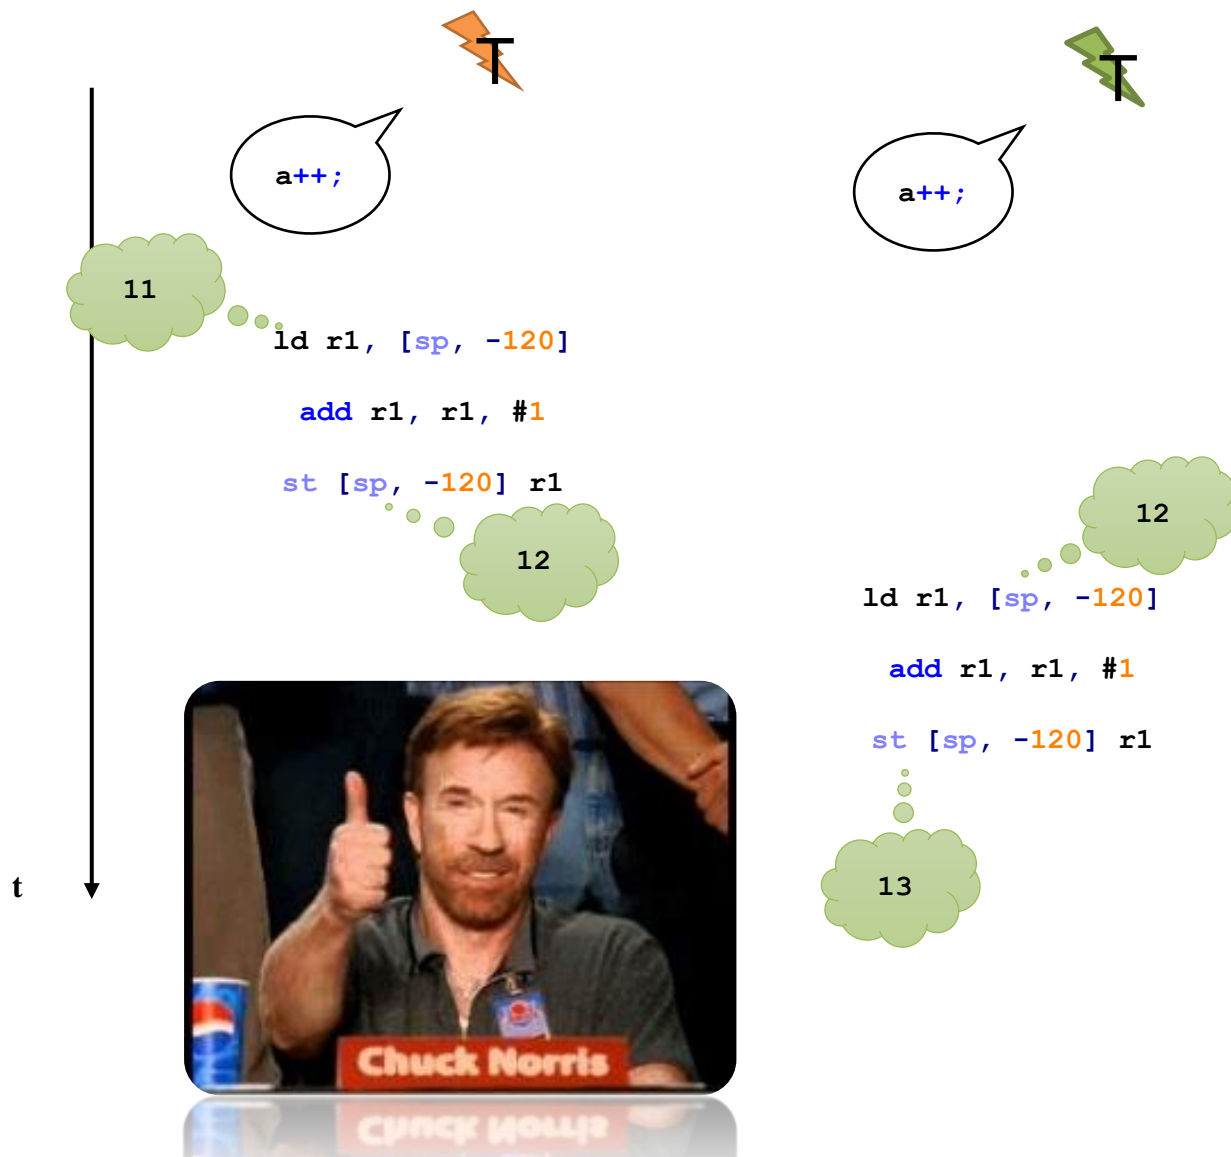 T
T
a++;
a++;
11
ld r1, [sp, -120]
add r1, r1, #1
st [sp, -120] r1
12
12
ld r1, [sp, -120]
add r1, r1, #1
st [sp, -120] r1
13
t
Chuck Norris